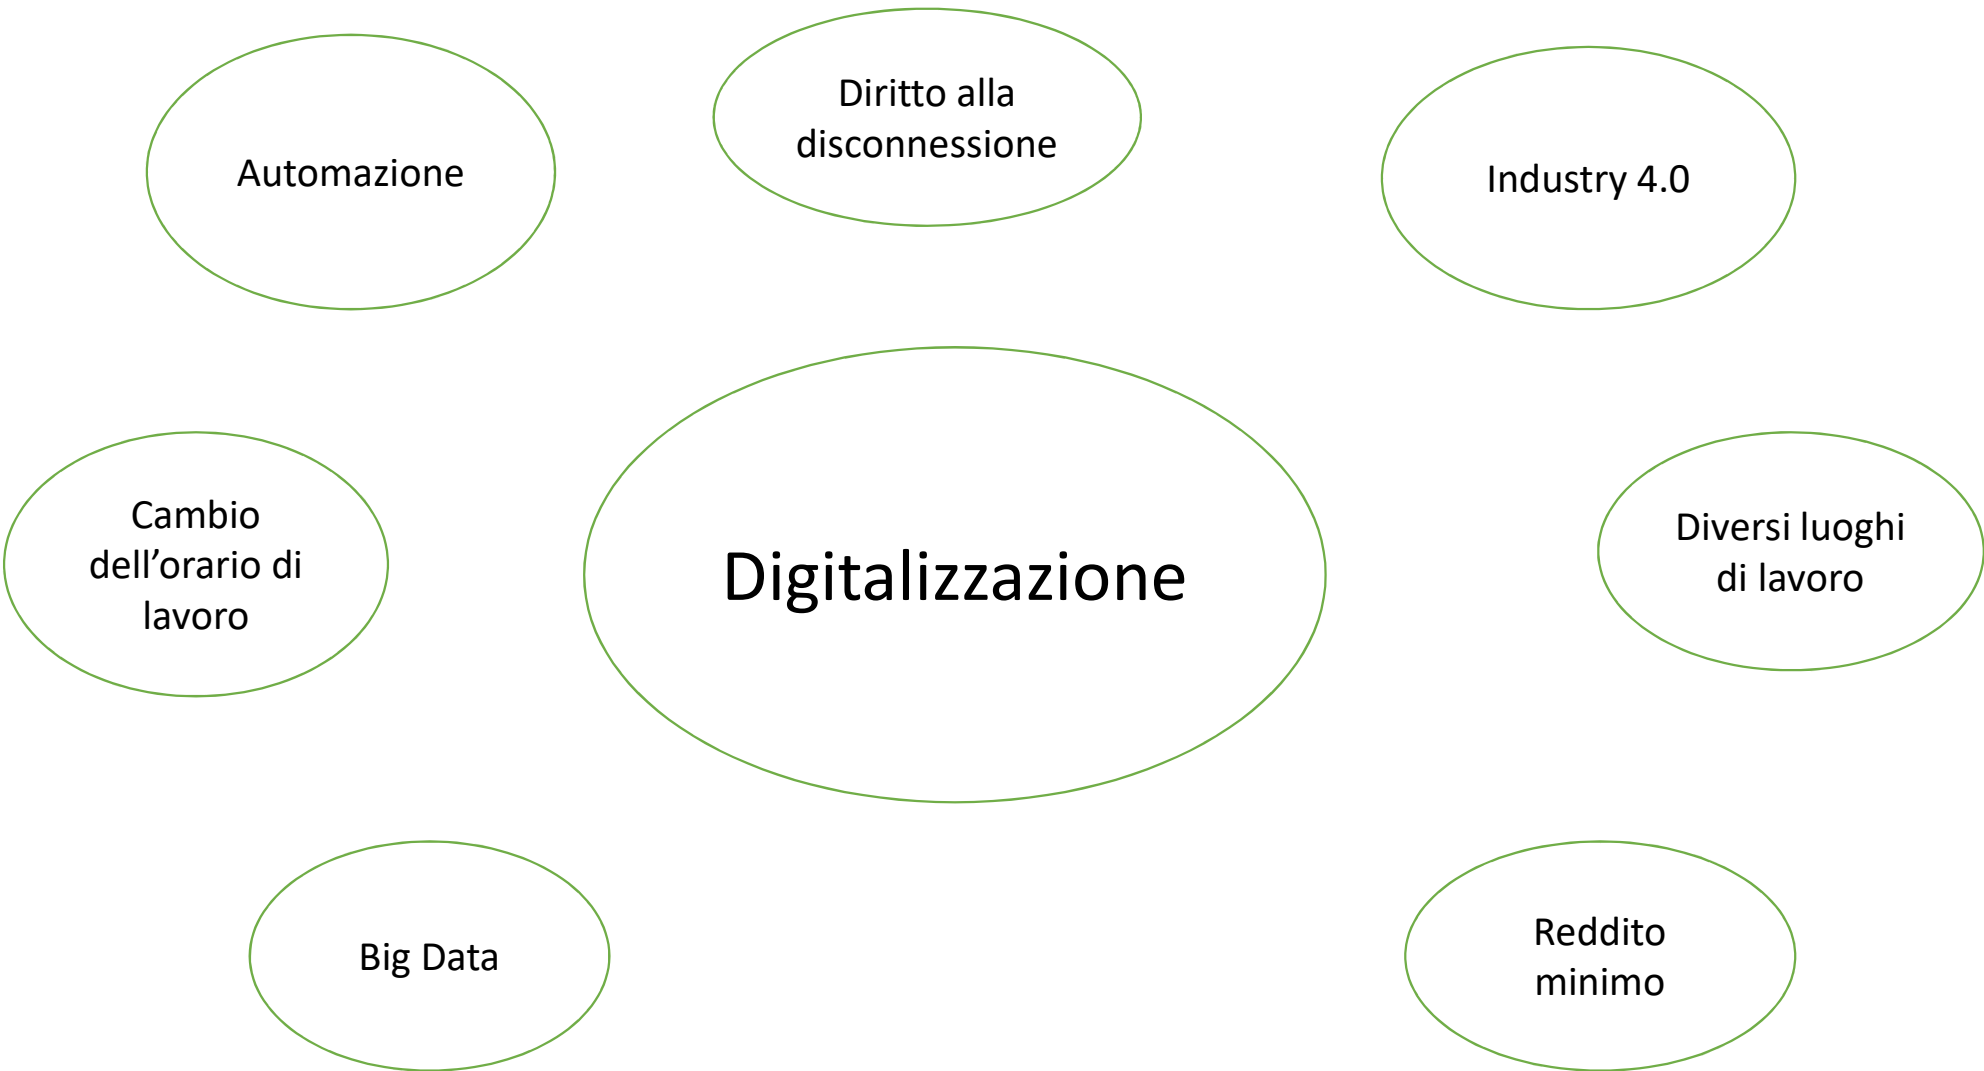 Automazione
Diritto alla
disconnessione
Industry 4.0
Cambio
dell’orario di
lavoro
Digitalizzazione
Diversi luoghi
di lavoro
Big Data
Reddito
minimo